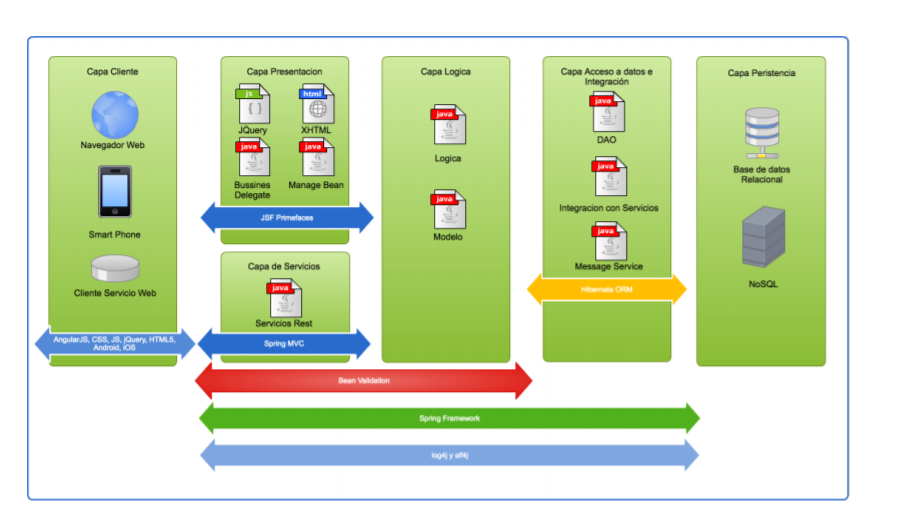 Capa Cliente
Navegador Web
Smart Phone
Cliente Servicio Web
AngularJS, CSS, JS, jQuery, HTML5,
Android, iOS
Capa Presentacion
js
{ }
JQuery
html
XHTML
java
Bussines
Delegate
java
Manage Bean
JSF Primefaces
Capa de Servicios
java
Servicios Rest
Spring MVC
Capa Logica
java
Logica
java
Modelo
Capa Acceso a datos e
Integración
java
DAO
java
Integracion con Servicios
java
Message Service
Hibernate ORM
Capa Peristencia
Base de datos
Relacional
NoSQL
Bean Validation
Spring Framework
log4j y slf4j